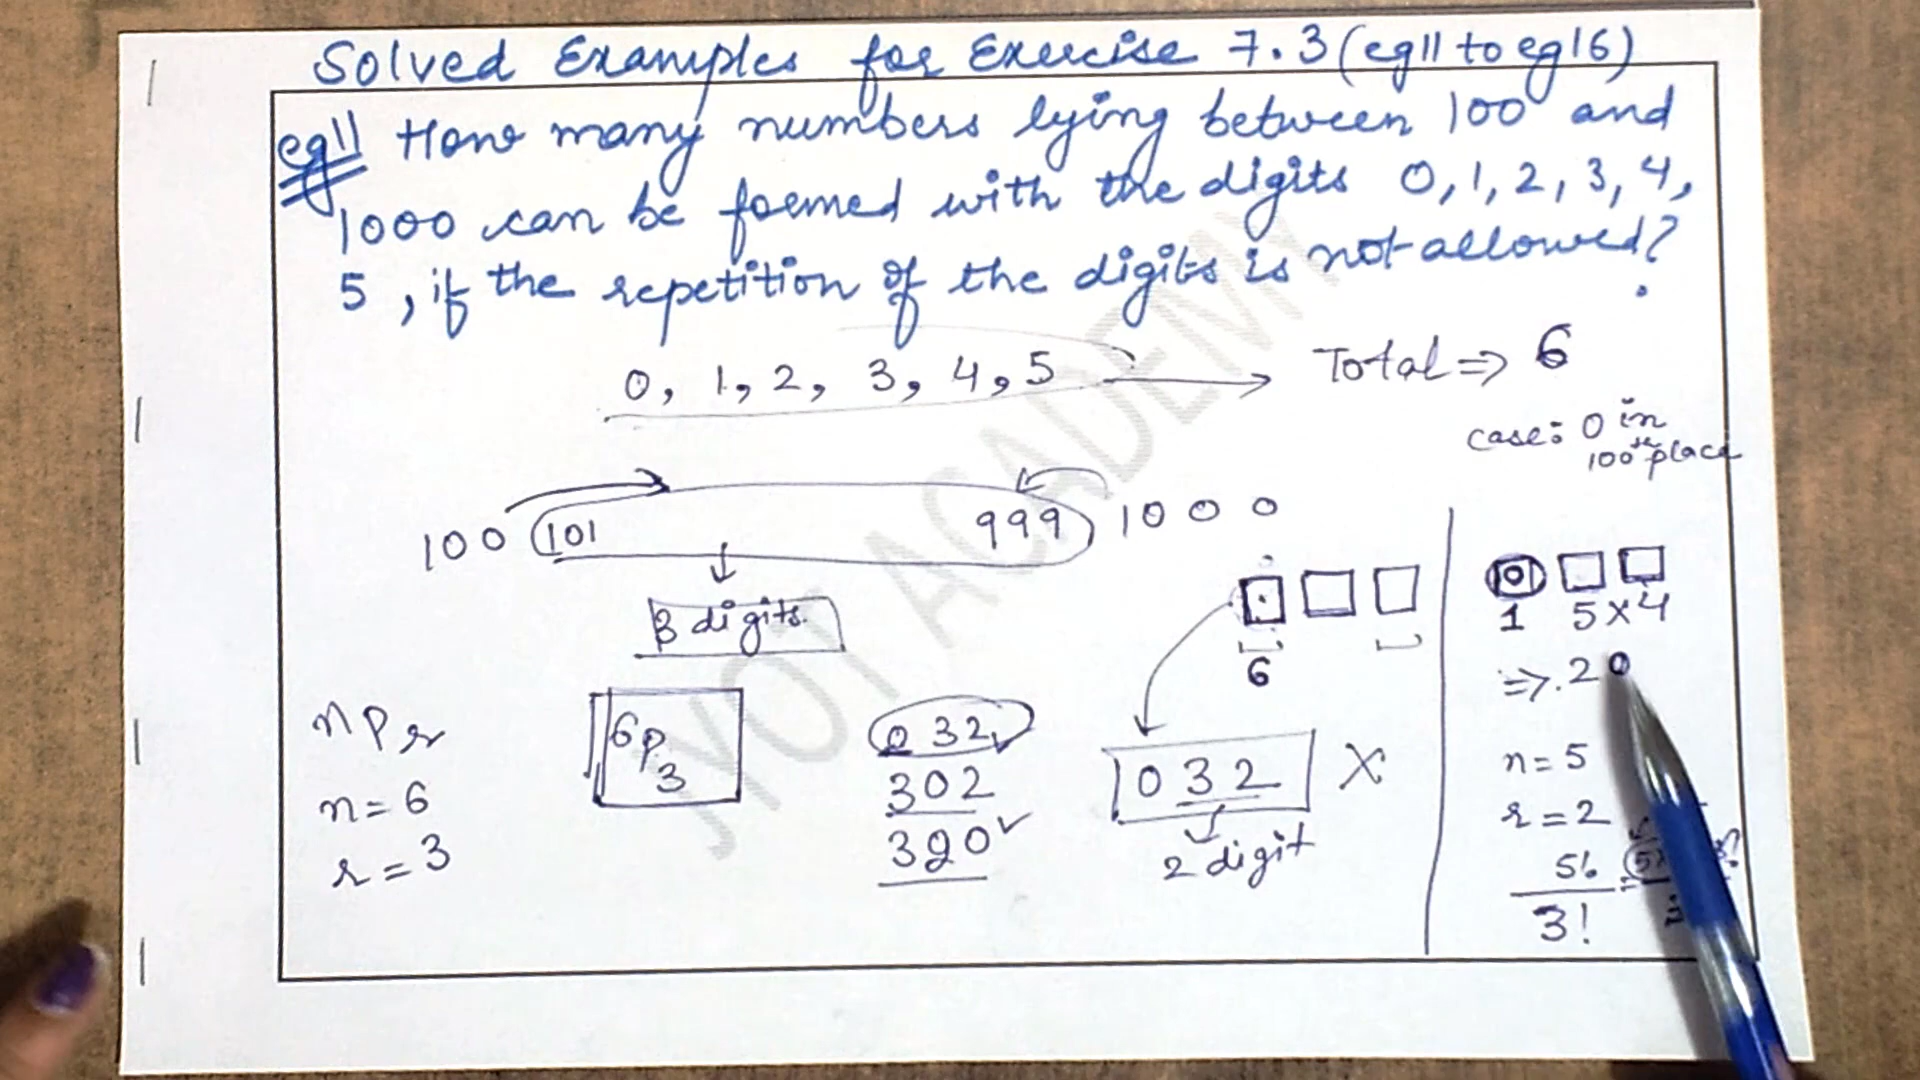 Solved Examples for Exercise 7.3 (eg11 to eg16)
eg11 How many numbers lying between 100 and
1000 can be formed with the digits 0, 1, 2, 3, 4,
5, if the repetition of the digits is not allowed?
0, 1, 2, 3, 4, 5 → Total ⇒ 6
case: 0 in
100th place
100 101 999 1000
3 digits.
0
1 5×4
6
⇒ 20
nPr
n = 6
r = 3
6P3
032
302
320
032 X
2 digit
n = 5
r = 2
5!
3!
JYOT ACADEMY